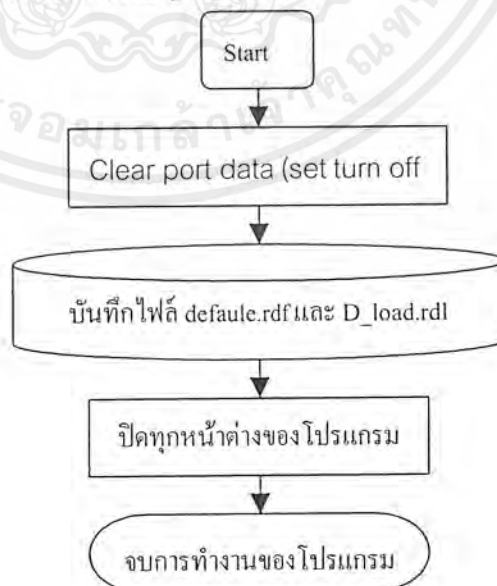 Start
Clear port data (set turn off
บันทึกไฟล์ defaule.rdf และ D_load.rdl
ปิดทุกหน้าต่างของโปรแกรม
จบการทำงานของโปรแกรม